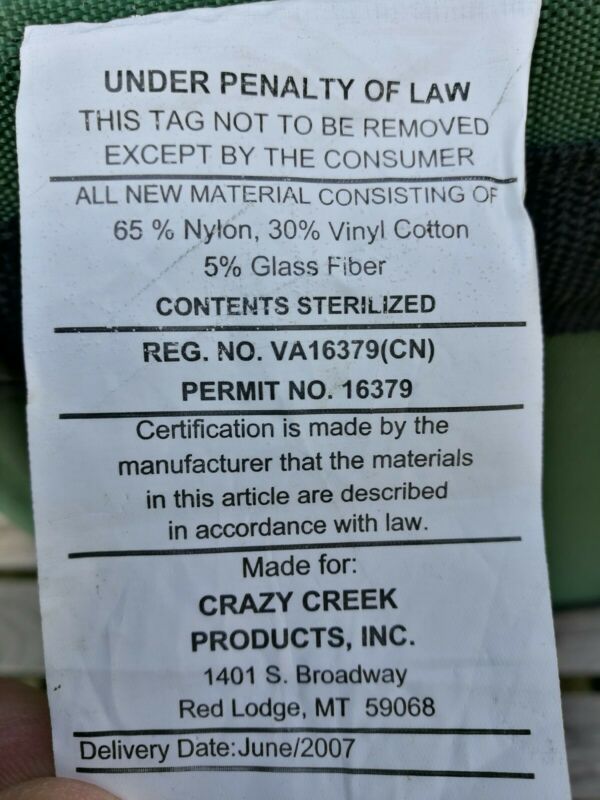 UNDER PENALTY OF LAW
THIS TAG NOT TO BE REMOVED
EXCEPT BY THE CONSUMER
ALL NEW MATERIAL CONSISTING OF
65 % Nylon, 30% Vinyl Cotton
5% Glass Fiber
CONTENTS STERILIZED
REG. NO. VA16379(CN)
PERMIT NO. 16379
Certification is made by the
manufacturer that the materials
in this article are described
in accordance with law.
Made for:
CRAZY CREEK
PRODUCTS, INC.
1401 S. Broadway
Red Lodge, MT 59068
Delivery Date:June/2007